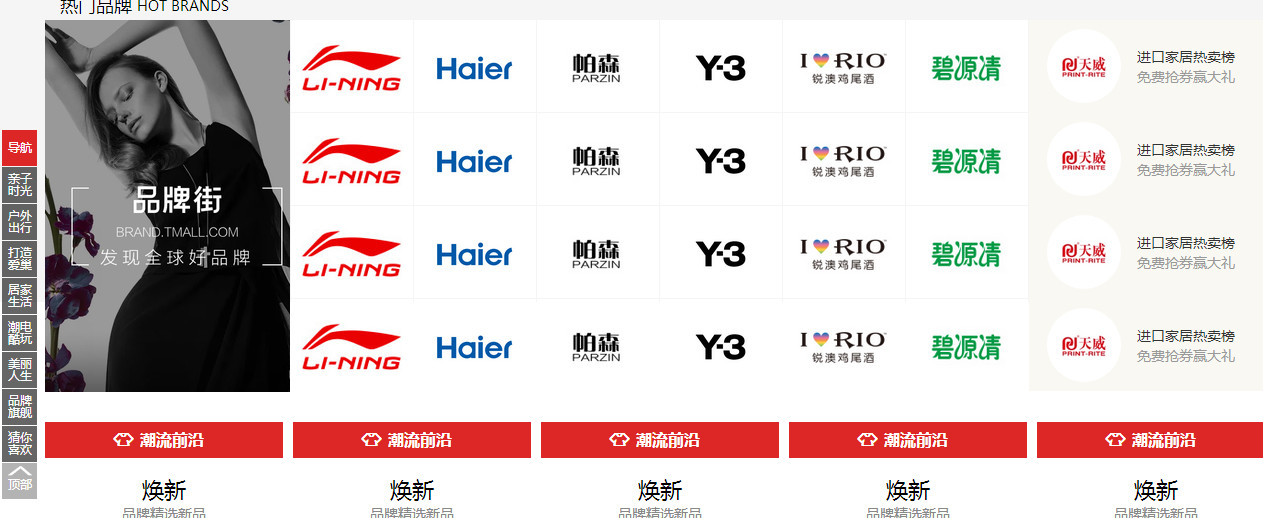 热门品牌 HOT BRANDS
导航
亲子
时光
户外
出行
打造
爱巢
居家
生活
潮电
酷玩
美丽
人生
品牌
旗舰
猜你
喜欢
顶部
品牌街
BRAND.TMALL.COM
发现全球好品牌
LI-NING
Haier
帕森
PARZIN
Y-3
I RIO
锐澳鸡尾酒
碧源清
天威
PRINT-RITE
进口家居热卖榜
免费抢券赢大礼
LI-NING
Haier
帕森
PARZIN
Y-3
I RIO
锐澳鸡尾酒
碧源清
天威
PRINT-RITE
进口家居热卖榜
免费抢券赢大礼
LI-NING
Haier
帕森
PARZIN
Y-3
I RIO
锐澳鸡尾酒
碧源清
天威
PRINT-RITE
进口家居热卖榜
免费抢券赢大礼
LI-NING
Haier
帕森
PARZIN
Y-3
I RIO
锐澳鸡尾酒
碧源清
天威
PRINT-RITE
进口家居热卖榜
免费抢券赢大礼
潮流前沿
潮流前沿
潮流前沿
潮流前沿
潮流前沿
焕新
焕新
焕新
焕新
焕新
品牌精选新品
品牌精选新品
品牌精选新品
品牌精选新品
品牌精选新品